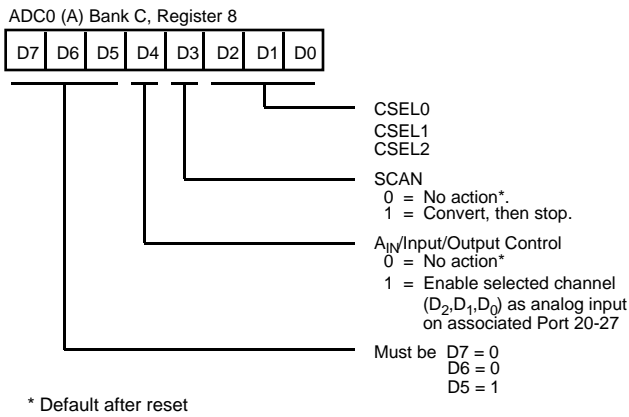 ADC0 (A) Bank C, Register 8
D7 D6 D5 D4 D3 D2 D1 D0
CSEL0
CSEL1
CSEL2
SCAN
0 = No action*.
1 = Convert, then stop.
AIN/Input/Output Control
0 = No action*
1 = Enable selected channel
(D2,D1,D0) as analog input
on associated Port 20-27
Must be D7 = 0
D6 = 0
D5 = 1
* Default after reset